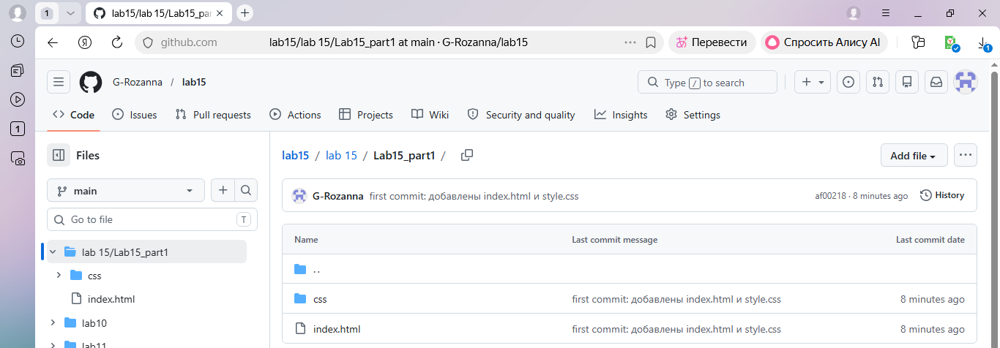 1
lab15/lab 15/Lab15_par
github.com
lab15/lab 15/Lab15_part1 at main · G-Rozanna/lab15
Перевести
Спросить Алису AI
1
1
G-Rozanna / lab15
Type / to search
Code
Issues
Pull requests
Actions
Projects
Wiki
Security and quality
Insights
Settings
Files
main
Go to file
T
lab 15/Lab15_part1
css
index.html
lab10
lab11
lab15 / lab 15 / Lab15_part1 /
Add file
G-Rozanna first commit: добавлены index.html и style.css
af00218 · 8 minutes ago
History
Name Last commit message Last commit date
..
css first commit: добавлены index.html и style.css 8 minutes ago
index.html first commit: добавлены index.html и style.css 8 minutes ago